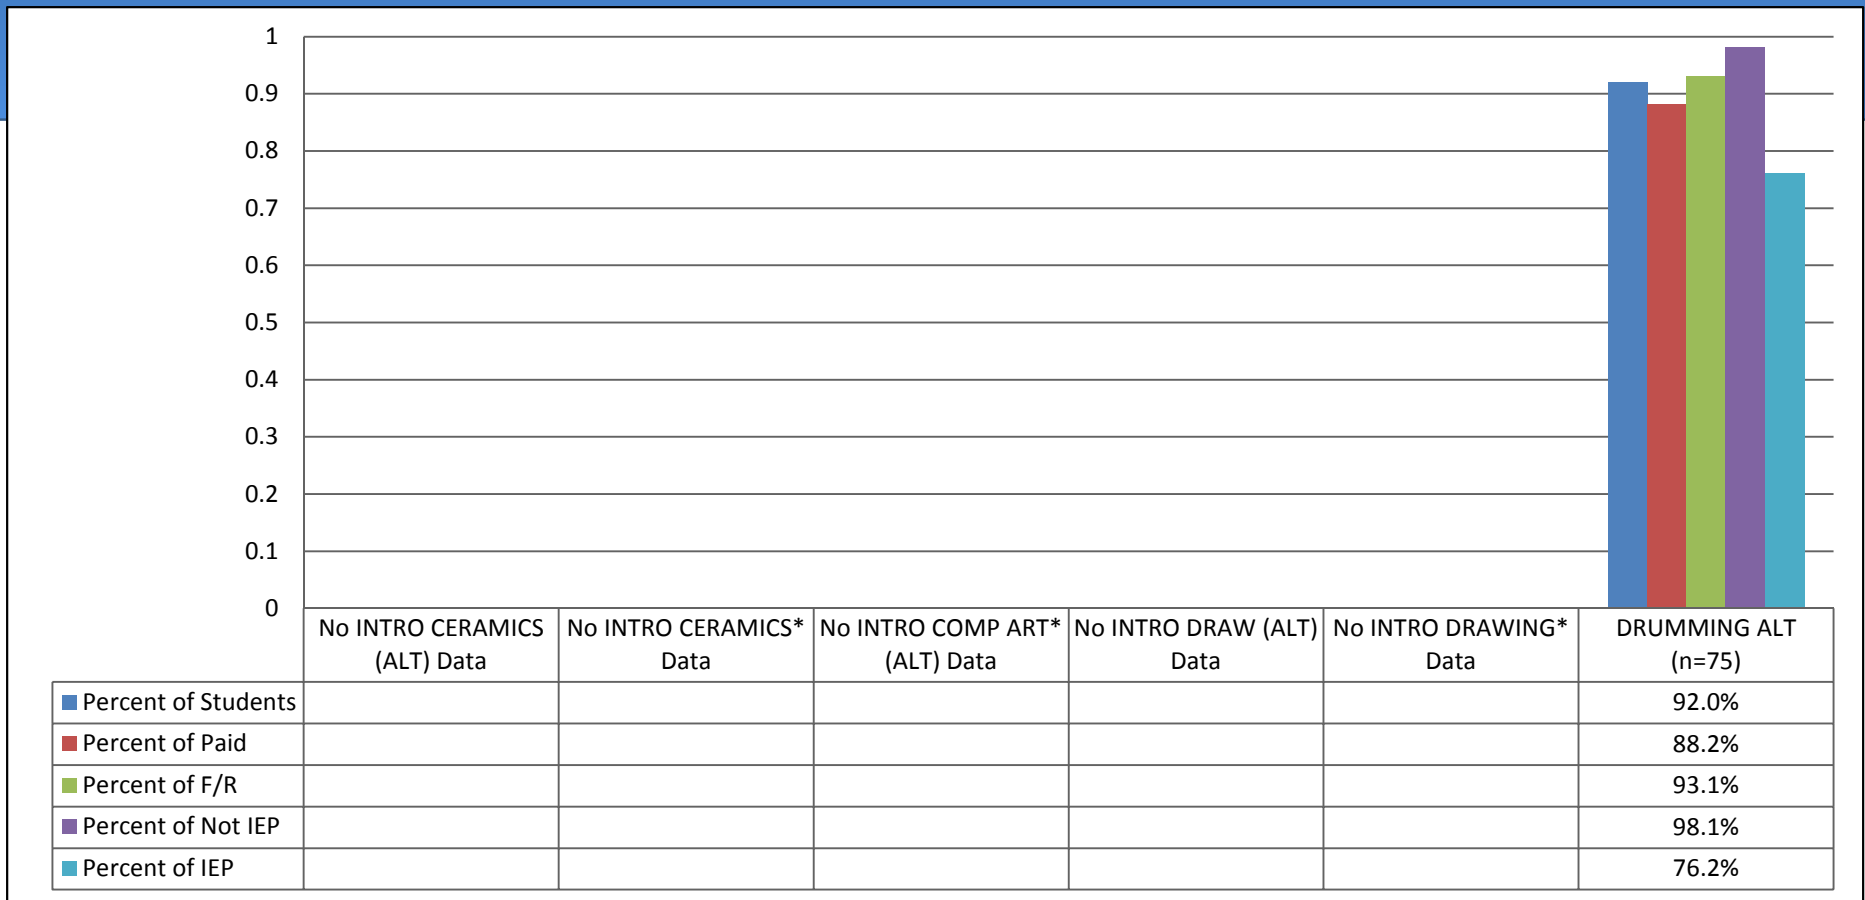 1
0.9
0.8
0.7
0.6
0.5
0.4
0.3
0.2
0.1
0
No INTRO CERAMICS (ALT) Data
No INTRO CERAMICS* Data
No INTRO COMP ART* (ALT) Data
No INTRO DRAW (ALT) Data
No INTRO DRAWING* Data
DRUMMING ALT (n=75)
Percent of Students 92.0%
Percent of Paid 88.2%
Percent of F/R 93.1%
Percent of Not IEP 98.1%
Percent of IEP 76.2%